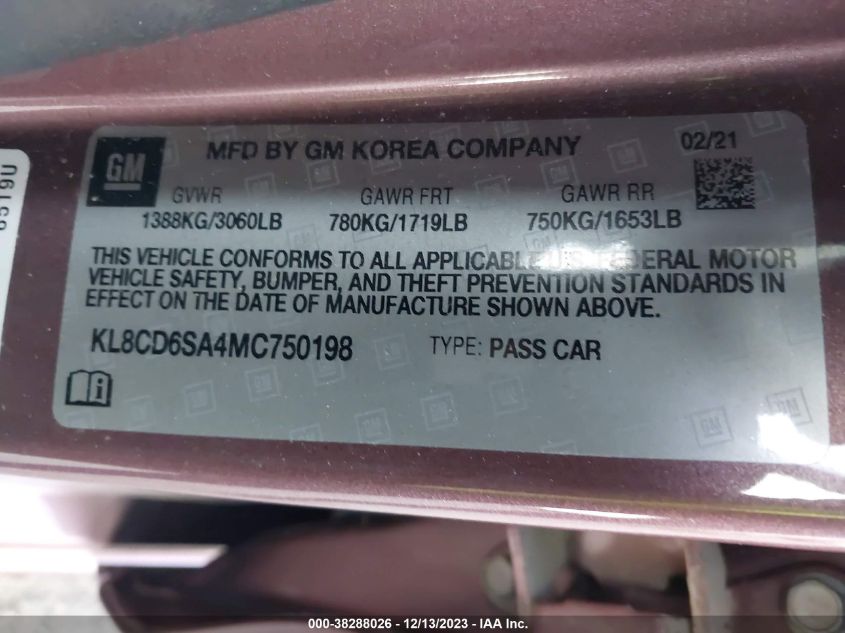 GM
MFD BY GM KOREA COMPANY
02/21
GVWR
GAWR FRT
GAWR RR
1388KG/3060LB
780KG/1719LB
750KG/1653LB
THIS VEHICLE CONFORMS TO ALL APPLICABLE U.S. FEDERAL MOTOR
VEHICLE SAFETY, BUMPER, AND THEFT PREVENTION STANDARDS IN
EFFECT ON THE DATE OF MANUFACTURE SHOWN ABOVE.
KL8CD6SA4MC750198
TYPE: PASS CAR
000-38288026 - 12/13/2023 - IAA Inc.